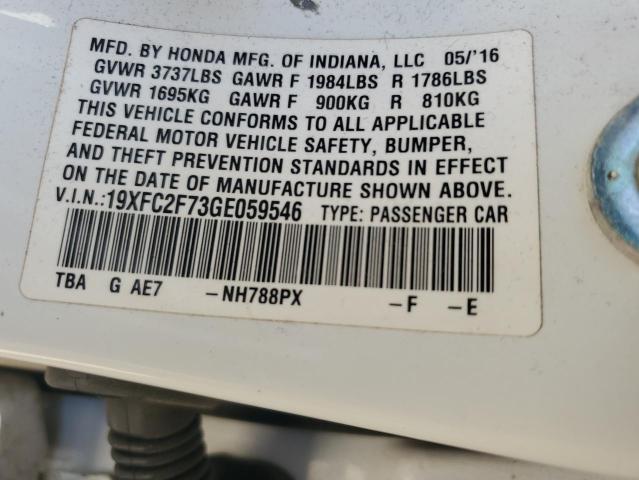 MFD. BY HONDA MFG. OF INDIANA, LLC 05/'16
GVWR 3737LBS GAWR F 1984LBS R 1786LBS
GVWR 1695KG GAWR F 900KG R 810KG
THIS VEHICLE CONFORMS TO ALL APPLICABLE
FEDERAL MOTOR VEHICLE SAFETY, BUMPER,
AND THEFT PREVENTION STANDARDS IN EFFECT
ON THE DATE OF MANUFACTURE SHOWN ABOVE.
V.I.N.:19XFC2F73GE059546 TYPE: PASSENGER CAR
TBA G AE7 –NH788PX –F –E